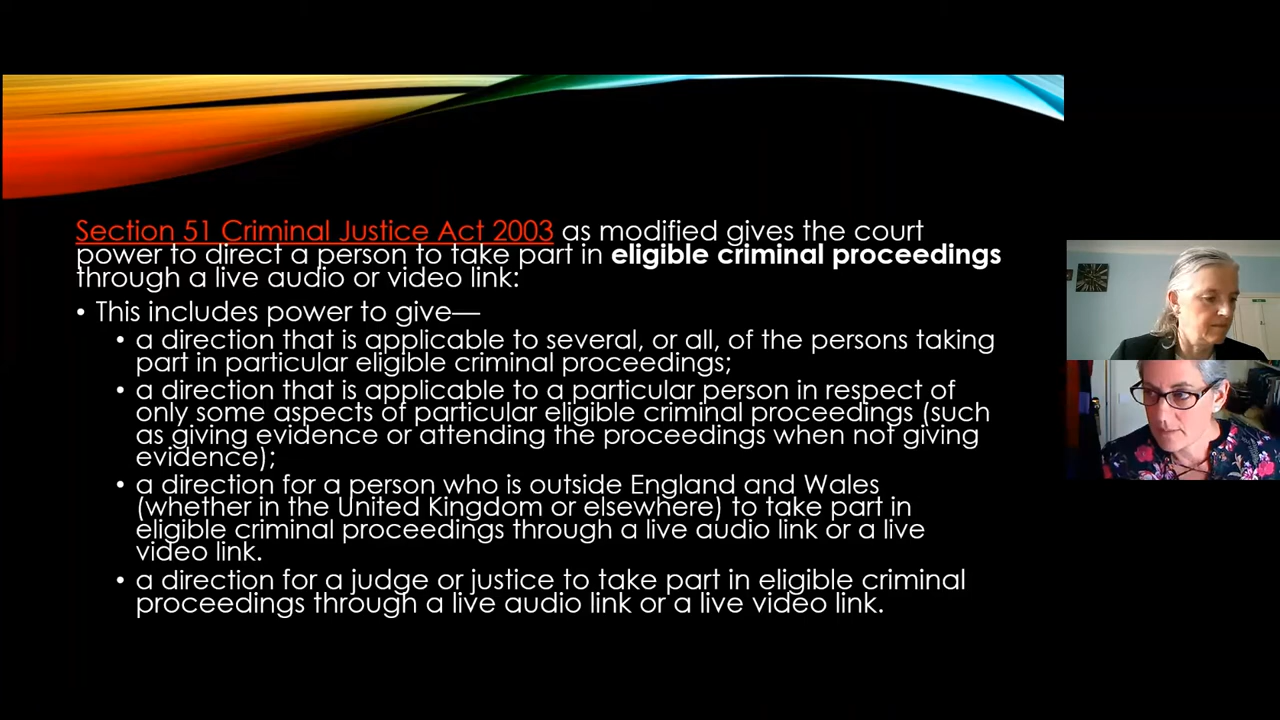 Section 51 Criminal Justice Act 2003 as modified gives the court
power to direct a person to take part in eligible criminal proceedings
through a live audio or video link:
• This includes power to give—
• a direction that is applicable to several, or all, of the persons taking
part in particular eligible criminal proceedings;
• a direction that is applicable to a particular person in respect of
only some aspects of particular eligible criminal proceedings (such
as giving evidence or attending the proceedings when not giving
evidence);
• a direction for a person who is outside England and Wales
(whether in the United Kingdom or elsewhere) to take part in
eligible criminal proceedings through a live audio link or a live
video link.
• a direction for a judge or justice to take part in eligible criminal
proceedings through a live audio link or a live video link.